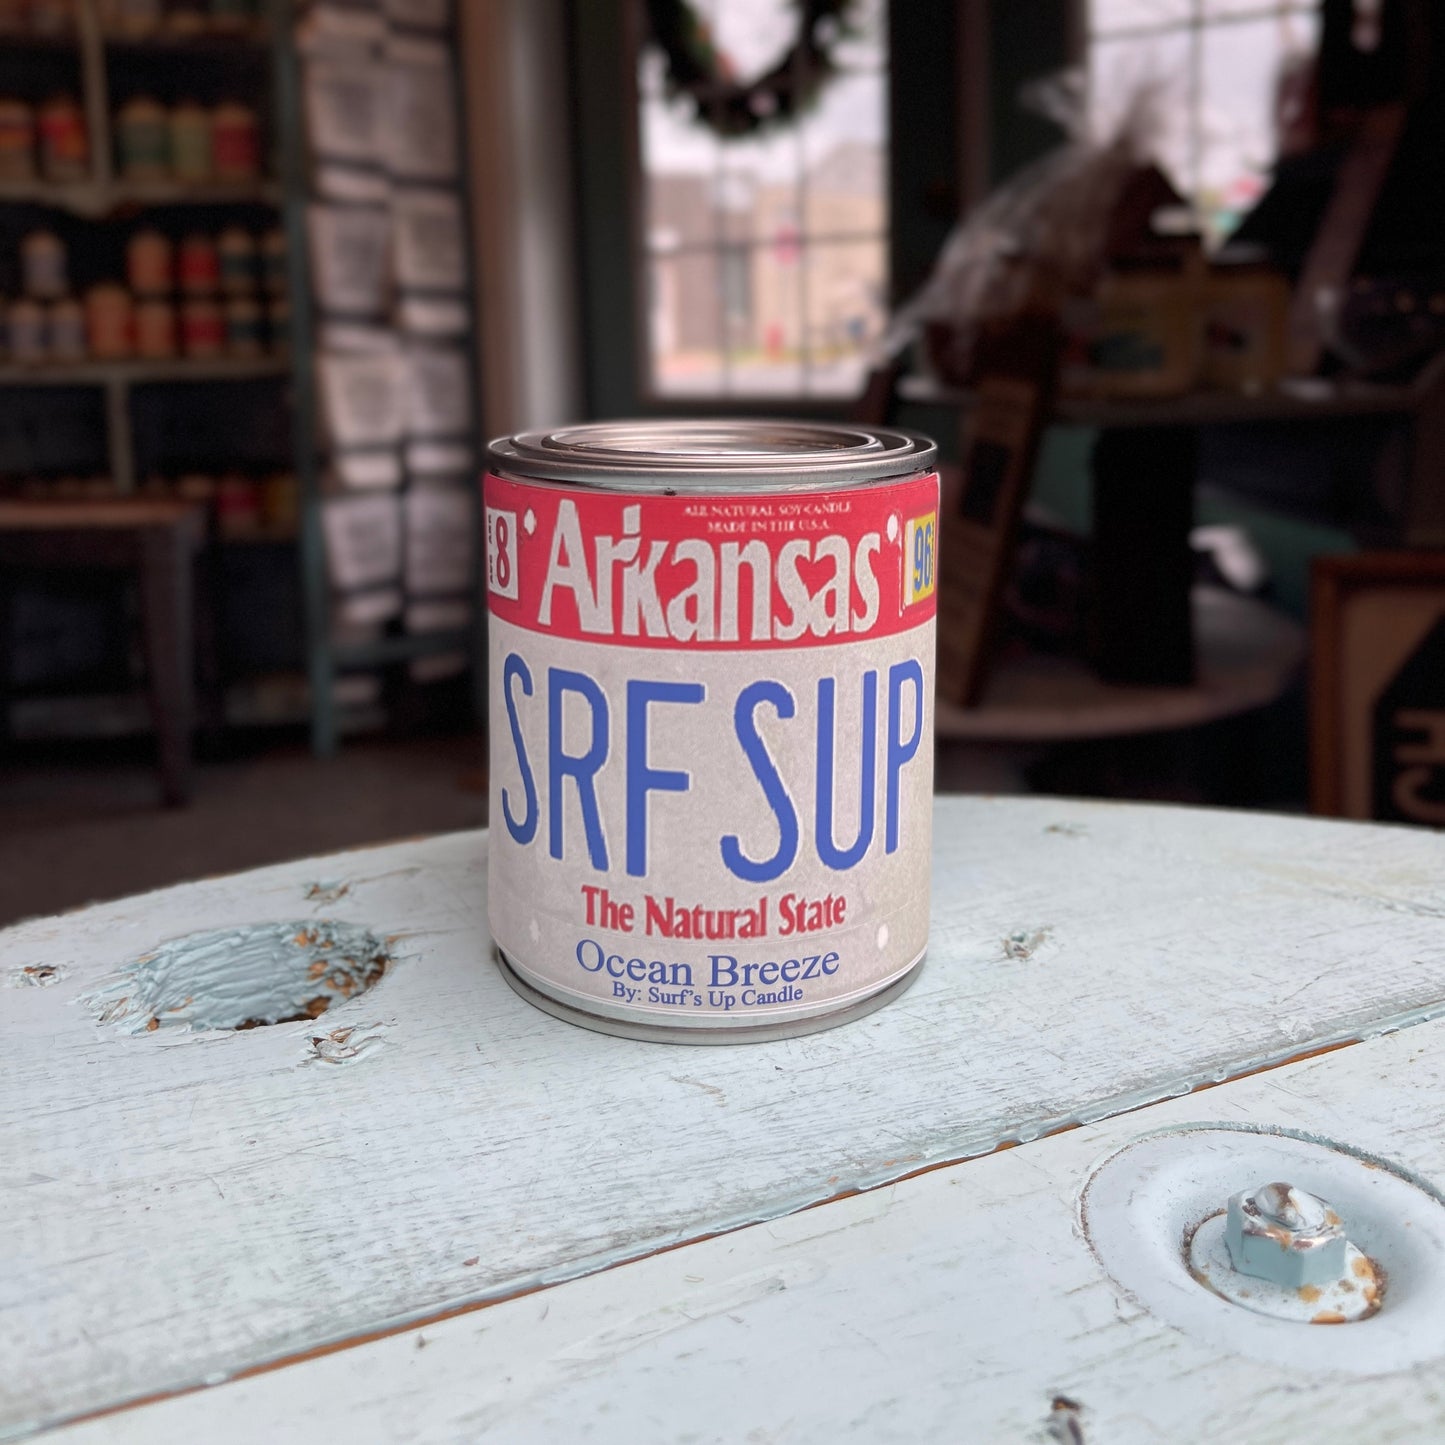 ALL NATURAL SOY CANDLE
MADE IN THE U.S.A.
8
Arkansas
96
SRF SUP
The Natural State
Ocean Breeze
By: Surf's Up Candle
CH